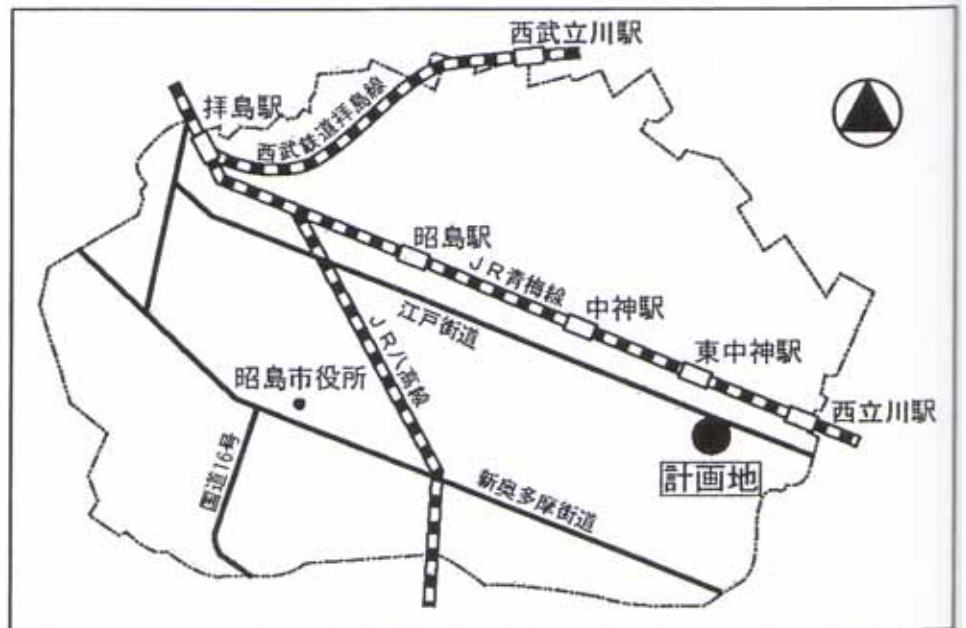 西武立川駅
拝島駅
西武鉄道拝島線
昭島駅
JR青梅線
中神駅
江戸街道
東中神駅
JR八高線
昭島市役所
西立川駅
計画地
国道16号
新奥多摩街道